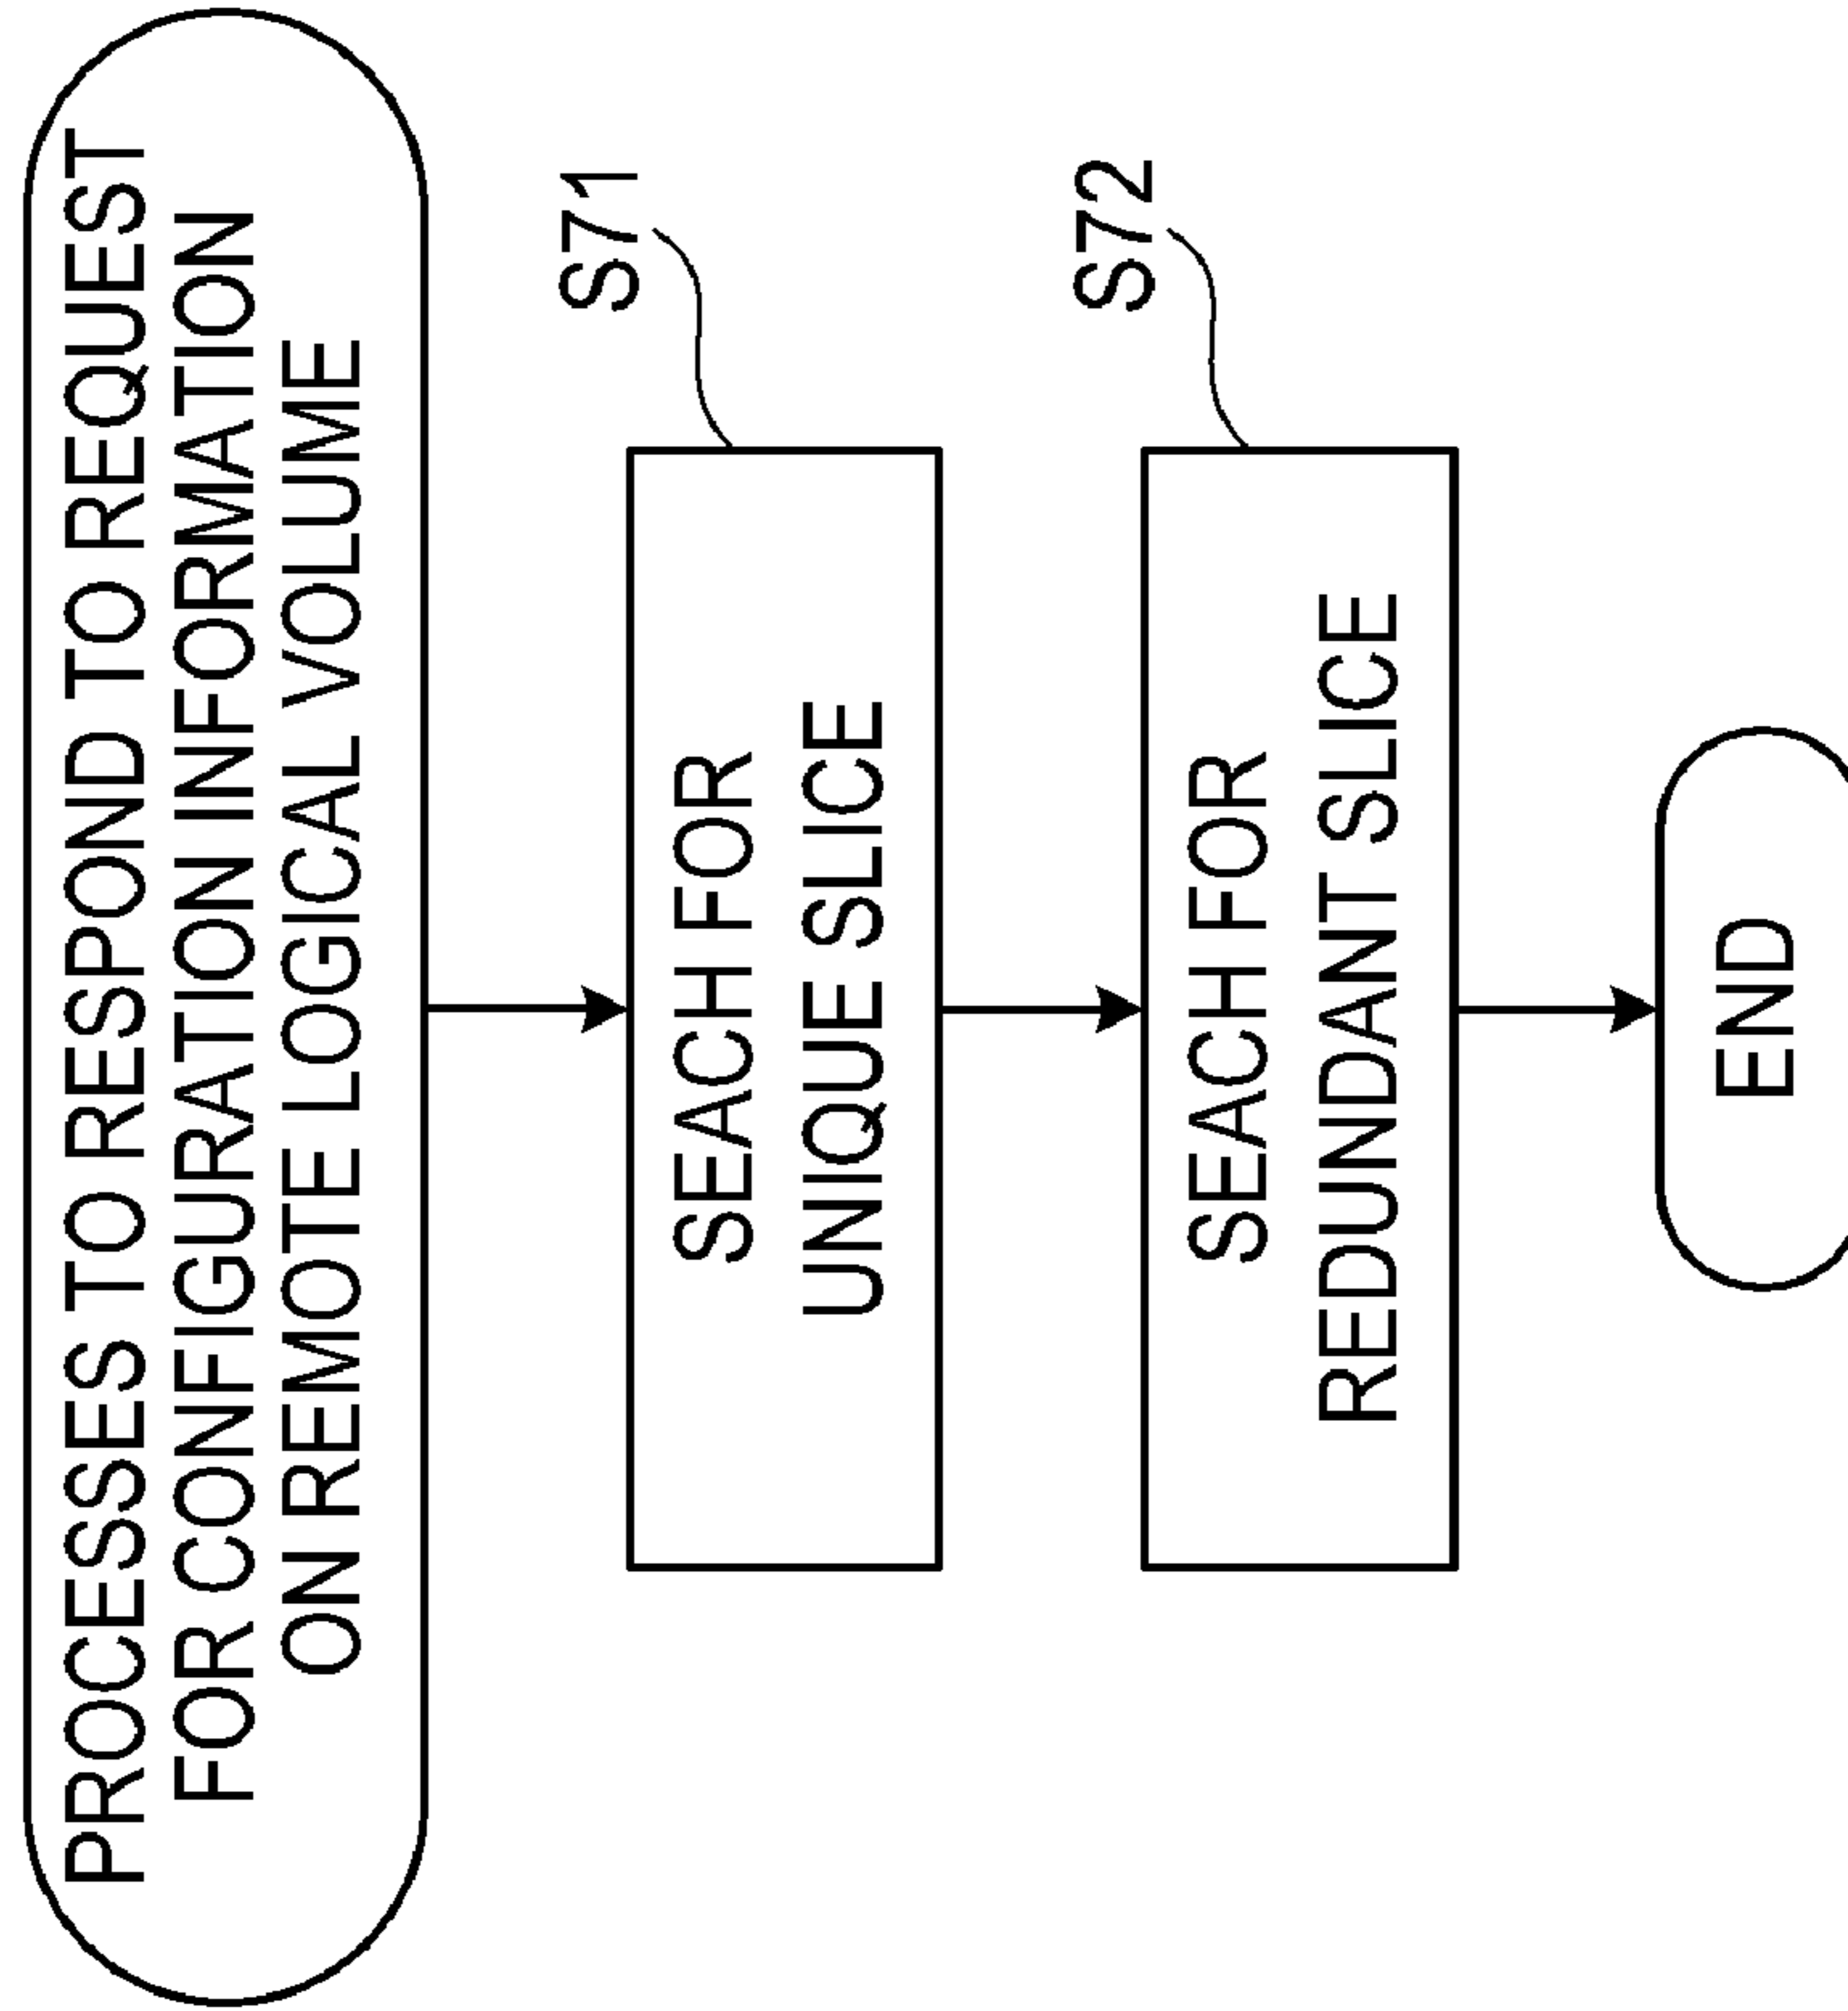 PROCESSES TO RESPOND TO REQUEST
FOR CONFIGURATION INFORMATION
ON REMOTE LOGICAL VOLUME
S71
SEACH FOR
UNIQUE SLICE
S72
SEACH FOR
REDUNDANT SLICE
END